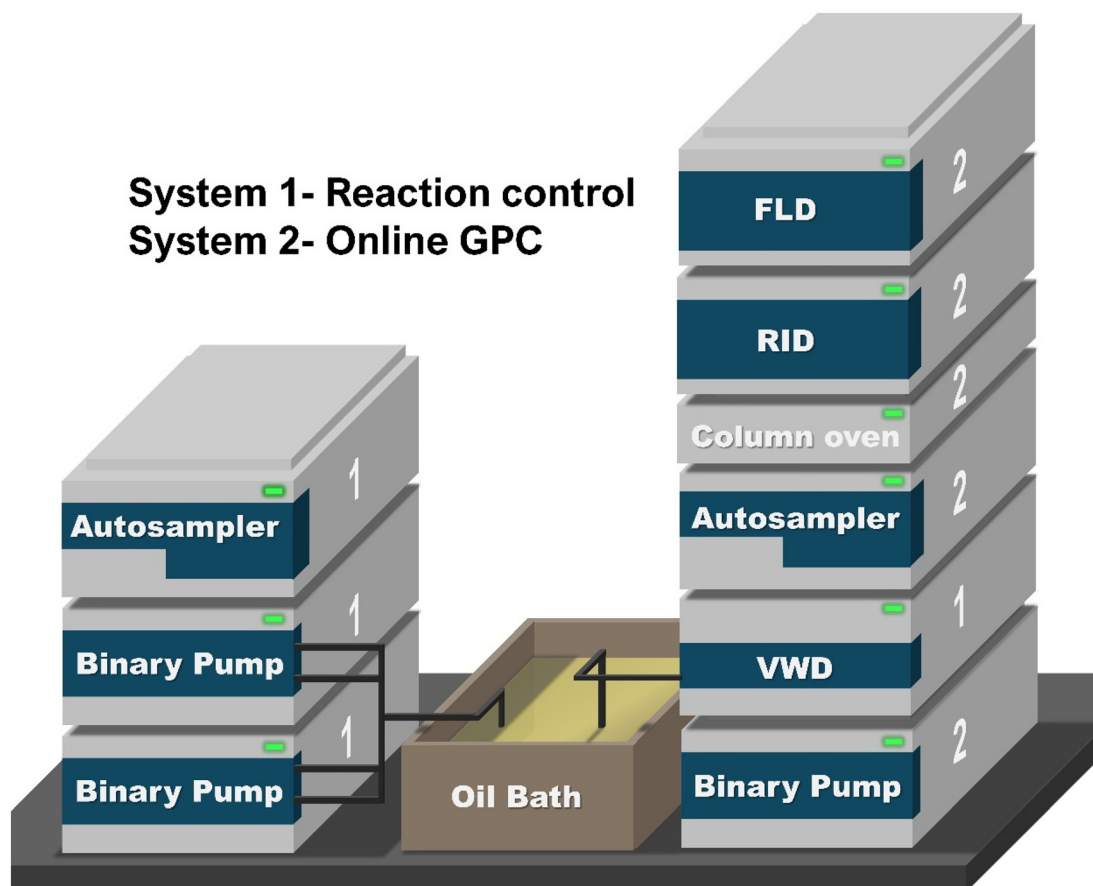 System 1- Reaction control
System 2- Online GPC
FLD
2
RID
2
Column oven
2
Autosampler
2
VWD
1
Binary Pump
2
Autosampler
1
Binary Pump
1
Binary Pump
1
Oil Bath